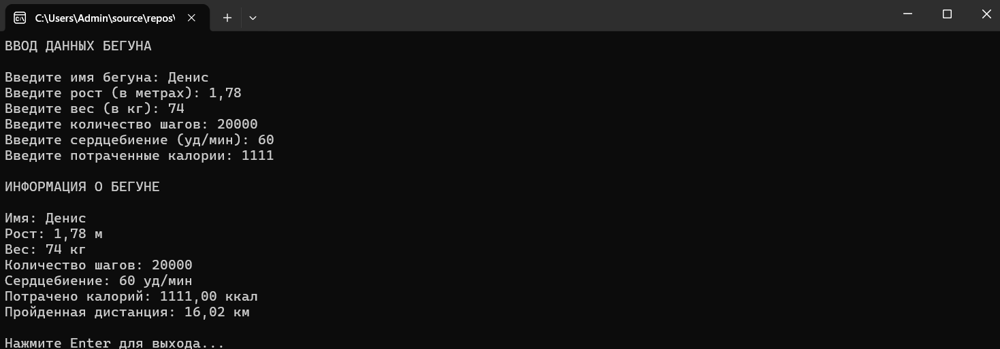 C:\Users\Admin\source\repos\
ВВОД ДАННЫХ БЕГУНА
Введите имя бегуна: Денис
Введите рост (в метрах): 1,78
Введите вес (в кг): 74
Введите количество шагов: 20000
Введите сердцебиение (уд/мин): 60
Введите потраченные калории: 1111
ИНФОРМАЦИЯ О БЕГУНЕ
Имя: Денис
Рост: 1,78 м
Вес: 74 кг
Количество шагов: 20000
Сердцебиение: 60 уд/мин
Потрачено калорий: 1111,00 ккал
Пройденная дистанция: 16,02 км
Нажмите Enter для выхода...